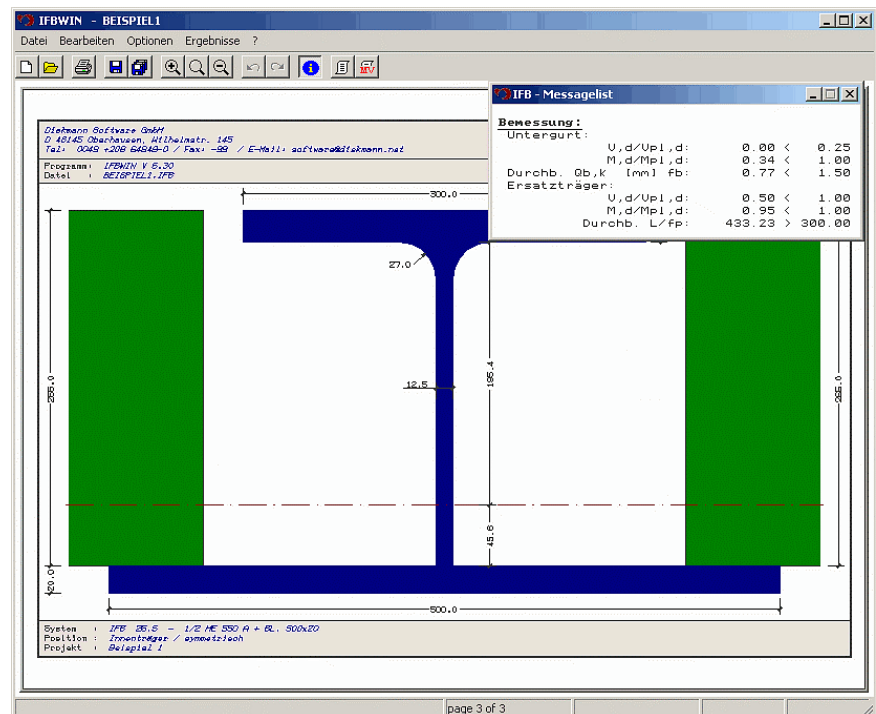 IFBWIN - BEISPIEL1
Datei Bearbeiten Optionen Ergebnisse ?
IFB - Messagelist
Bemessung:
Untergurt:
V,d/Vpl,d: 0.00 < 0.25
M,d/Mpl,d: 0.34 < 1.00
Durchb. Qb,k [mm] fb: 0.77 < 1.50
Ersatzträger:
V,d/Vpl,d: 0.50 < 1.00
M,d/Mpl,d: 0.95 < 1.00
Durchb. L/fp: 433.23 > 300.00
Diekmann Software GmbH
D 46145 Oberhausen, Wilhelmstr. 145
Tel: 0049 +208 64848-0 / Fax: -99 / E-Mail: software@diekmann.net
Programm: IFBWIN V 5.30
Datei : BEISPIEL1.IFB
300.0
27.0
12.5
195.4
265.0
265.0
45.6
20.0
500.0
System : IFB 26.5 - 1/2 HE 550 A + BL. 500x20
Position : Innenträger / symmetrisch
Projekt : Beispiel 1
page 3 of 3